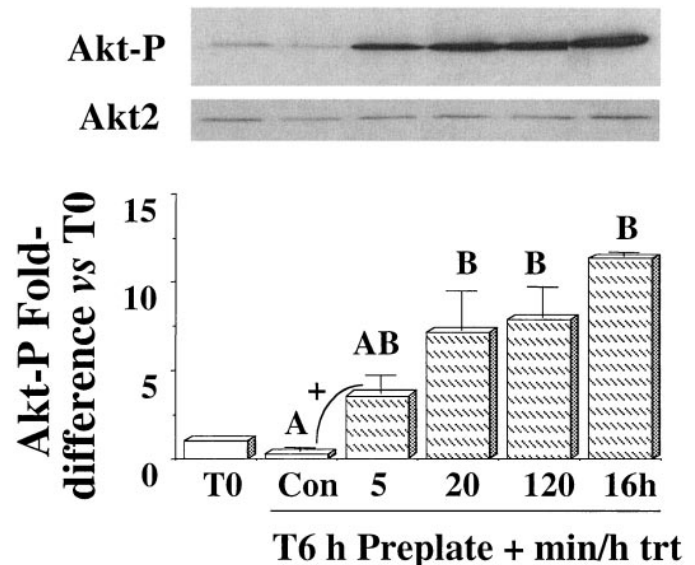 Akt-P
Akt2
Akt-P Fold-
difference vs T0
15
10
5
0
A
+
AB
B
B
B
T0 Con 5 20 120 16h
T6 h Preplate + min/h trt